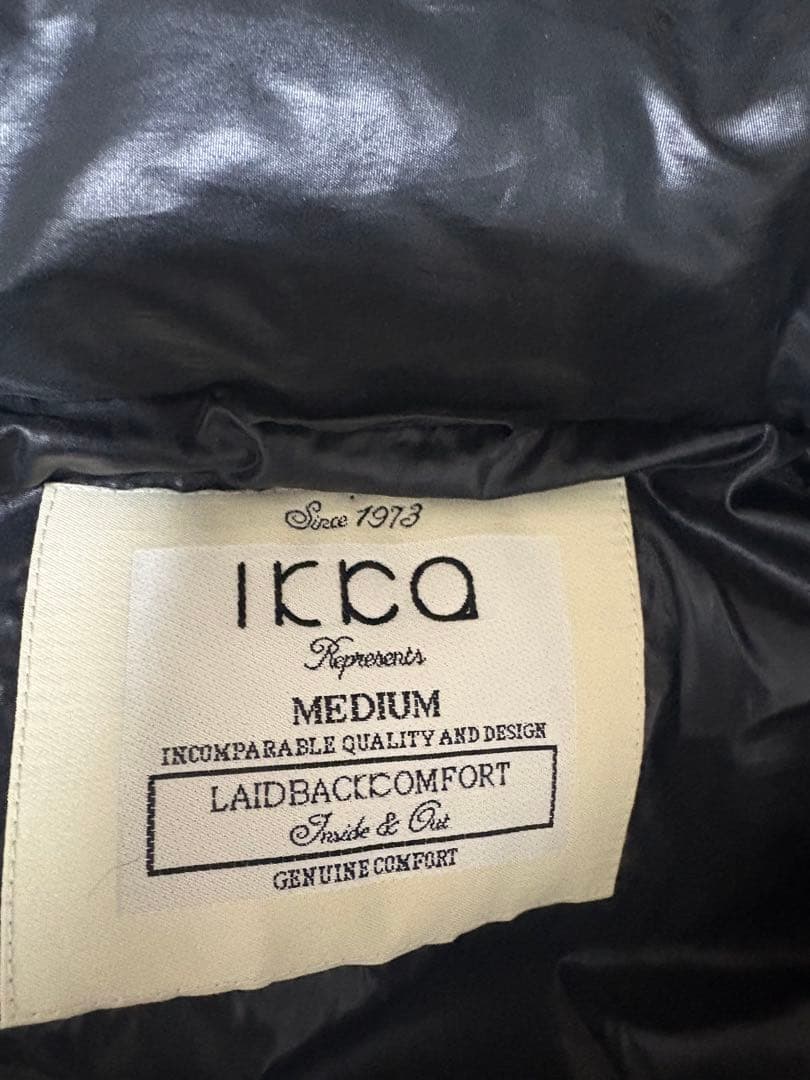 Since 1973
ikka
Represents
MEDIUM
INCOMPARABLE QUALITY AND DESIGN
LAIDBACKCOMFORT
Inside & Out
GENUINE COMFORT